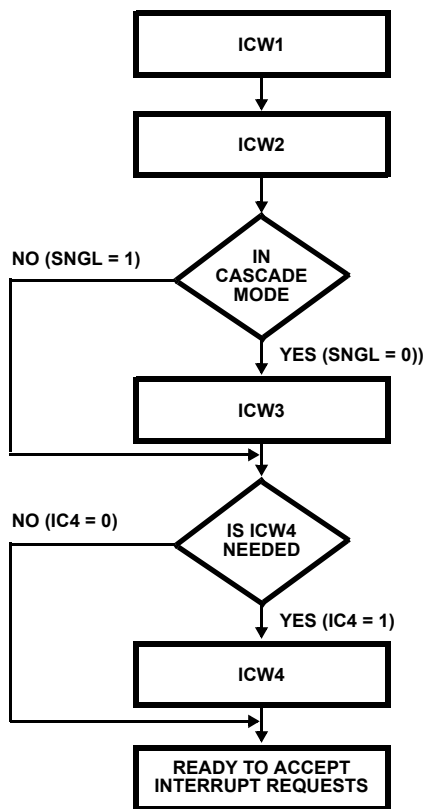 ICW1
ICW2
IN
CASCADE
MODE
NO (SNGL = 1)
YES (SNGL = 0))
ICW3
IS ICW4
NEEDED
NO (IC4 = 0)
YES (IC4 = 1)
ICW4
READY TO ACCEPT
INTERRUPT REQUESTS